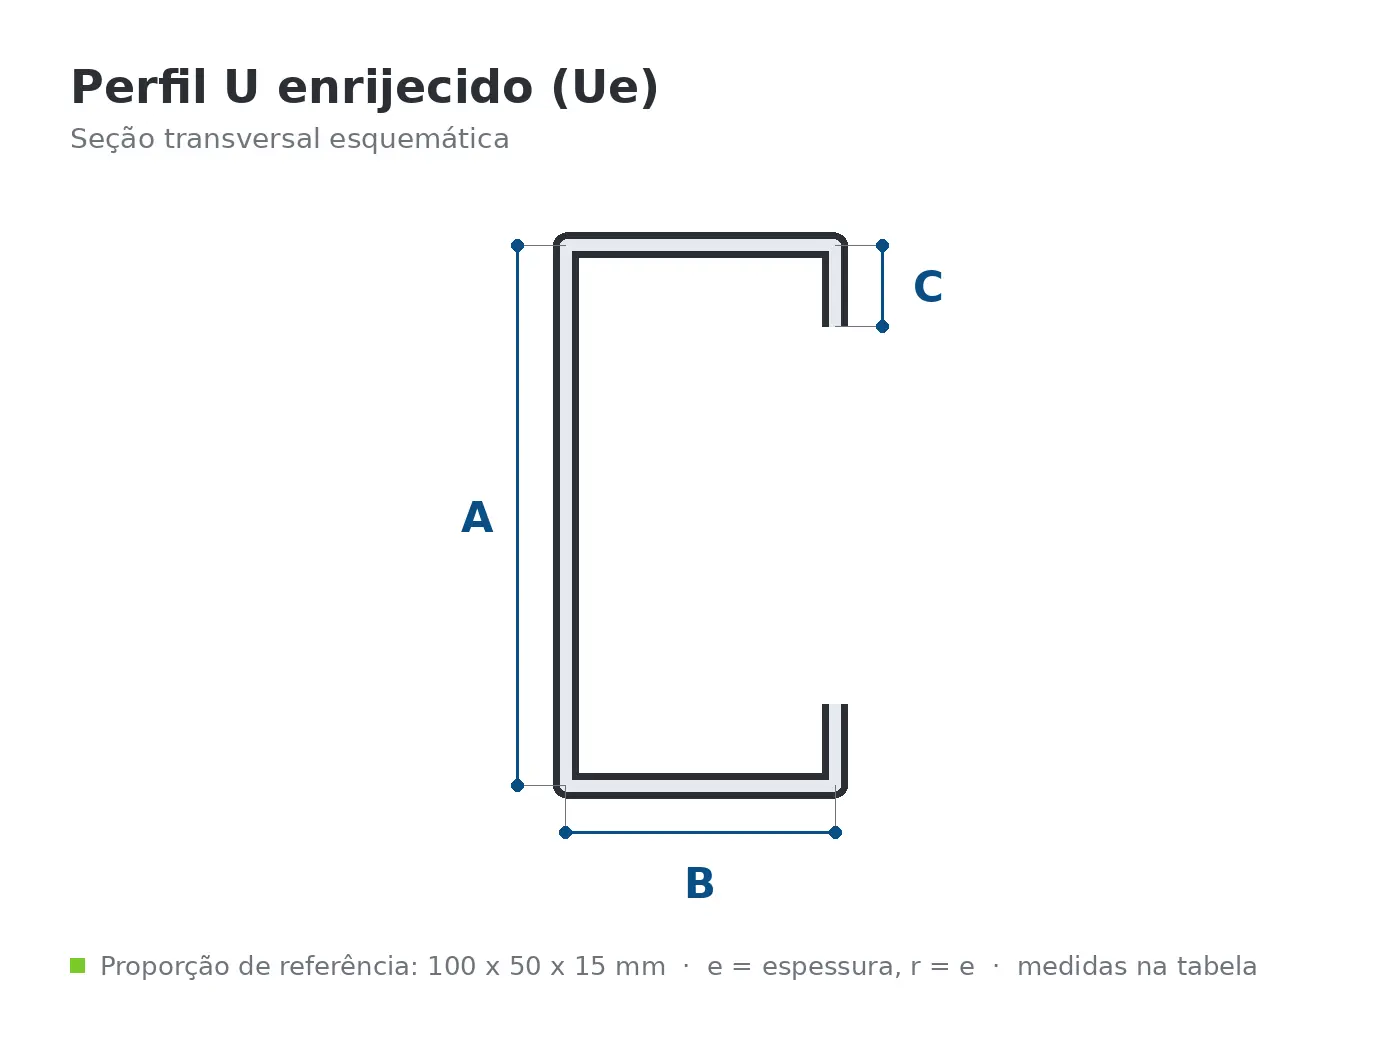 Perfil U enrijecido (Ue)
Seção transversal esquemática
C
A
B
Proporção de referência: 100 x 50 x 15 mm · e = espessura, r = e · medidas na tabela